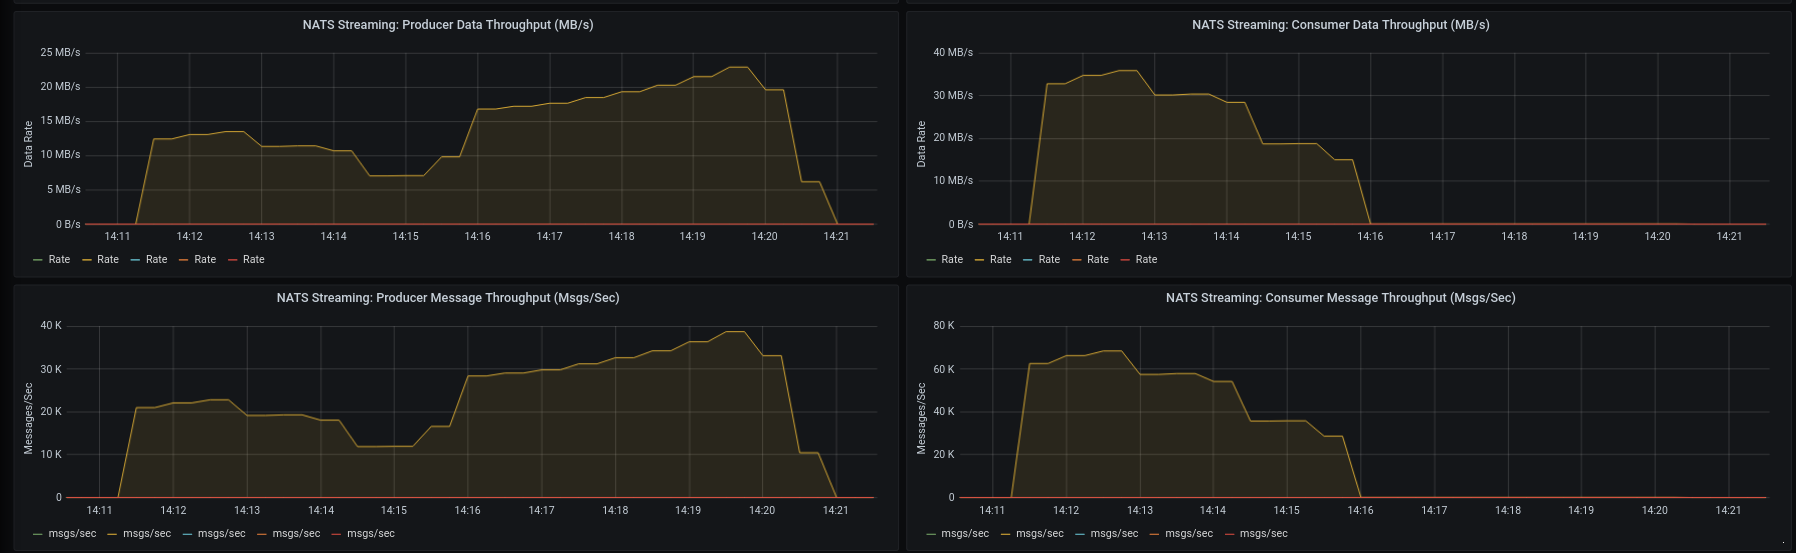 NATS Streaming: Producer Data Throughput (MB/s)
25 MB/s
20 MB/s
15 MB/s
10 MB/s
5 MB/s
0 B/s
Data Rate
14:11 14:12 14:13 14:14 14:15 14:16 14:17 14:18 14:19 14:20 14:21
Rate Rate Rate Rate Rate
NATS Streaming: Consumer Data Throughput (MB/s)
40 MB/s
30 MB/s
20 MB/s
10 MB/s
0 B/s
Data Rate
14:11 14:12 14:13 14:14 14:15 14:16 14:17 14:18 14:19 14:20 14:21
Rate Rate Rate Rate Rate
NATS Streaming: Producer Message Throughput (Msgs/Sec)
40 K
30 K
20 K
10 K
0
Messages/Sec
14:11 14:12 14:13 14:14 14:15 14:16 14:17 14:18 14:19 14:20 14:21
msgs/sec msgs/sec msgs/sec msgs/sec msgs/sec
NATS Streaming: Consumer Message Throughput (Msgs/Sec)
80 K
60 K
40 K
20 K
0
Messages/Sec
14:11 14:12 14:13 14:14 14:15 14:16 14:17 14:18 14:19 14:20 14:21
msgs/sec msgs/sec msgs/sec msgs/sec msgs/sec